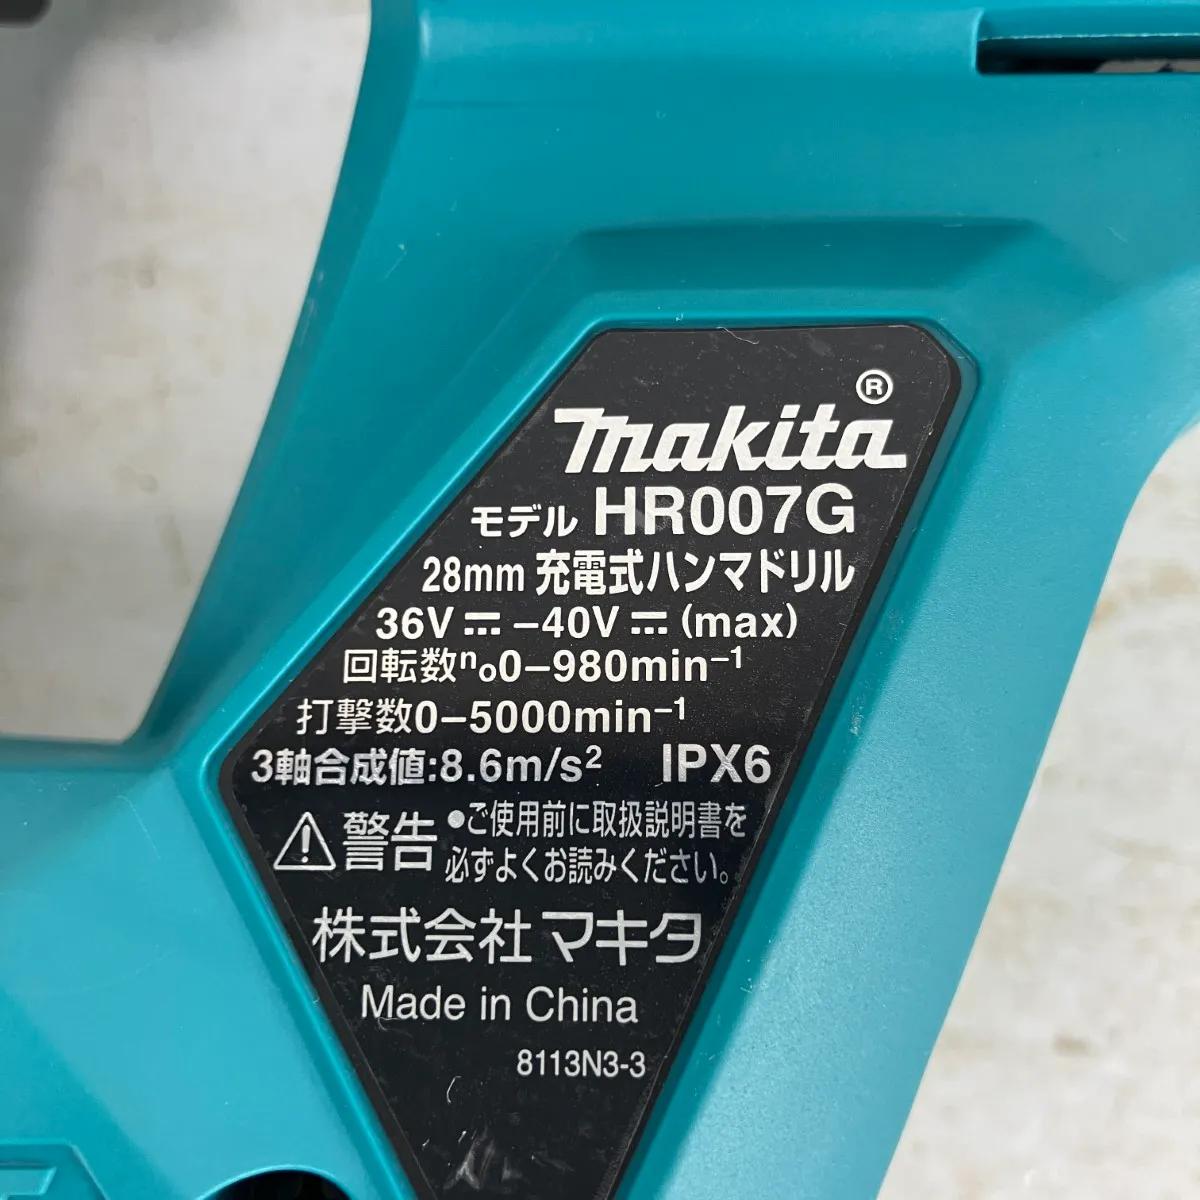 makita®
モデル HR007G
28mm 充電式ハンマドリル
36V⎓ –40V⎓ (max)
回転数no0–980min–1
打撃数0–5000min–1
3軸合成値:8.6m/s2 IPX6
⚠警告 •ご使用前に取扱説明書を
必ずよくお読みください。
株式会社マキタ
Made in China
8113N3-3